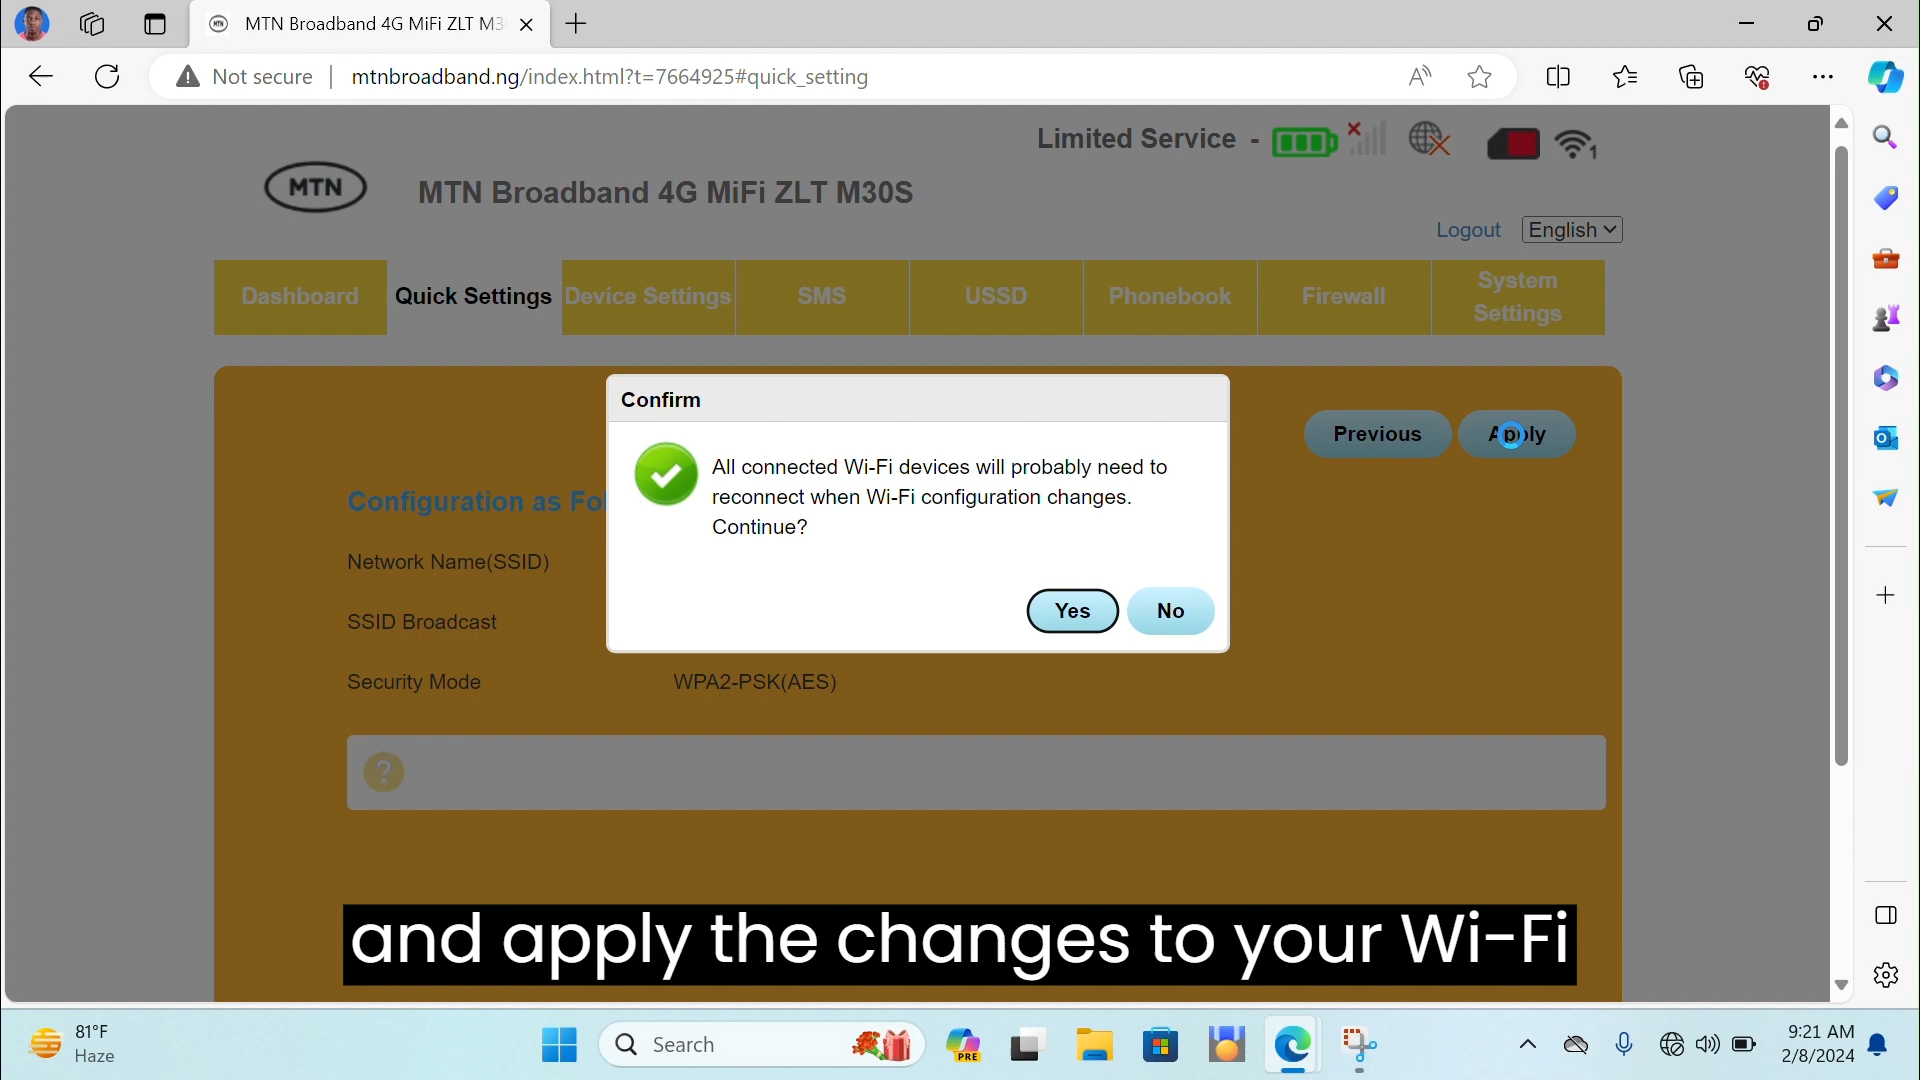 MTN Broadband 4G MiFi ZLT M30
Not secure
mtnbroadband.ng/index.html?t=7664925#quick_setting
Limited Service -
1
MTN
MTN Broadband 4G MiFi ZLT M30S
Logout
English
Dashboard
Quick Settings
Device Settings
SMS
USSD
Phonebook
Firewall
System
Settings
Confirm
Previous
Apply
All connected Wi-Fi devices will probably need to
reconnect when Wi-Fi configuration changes.
Continue?
Configuration as Fo
Network Name(SSID)
Yes
No
SSID Broadcast
Security Mode
WPA2-PSK(AES)
?
and apply the changes to your Wi-Fi
81°F
Haze
Search
PRE
9:21 AM
2/8/2024